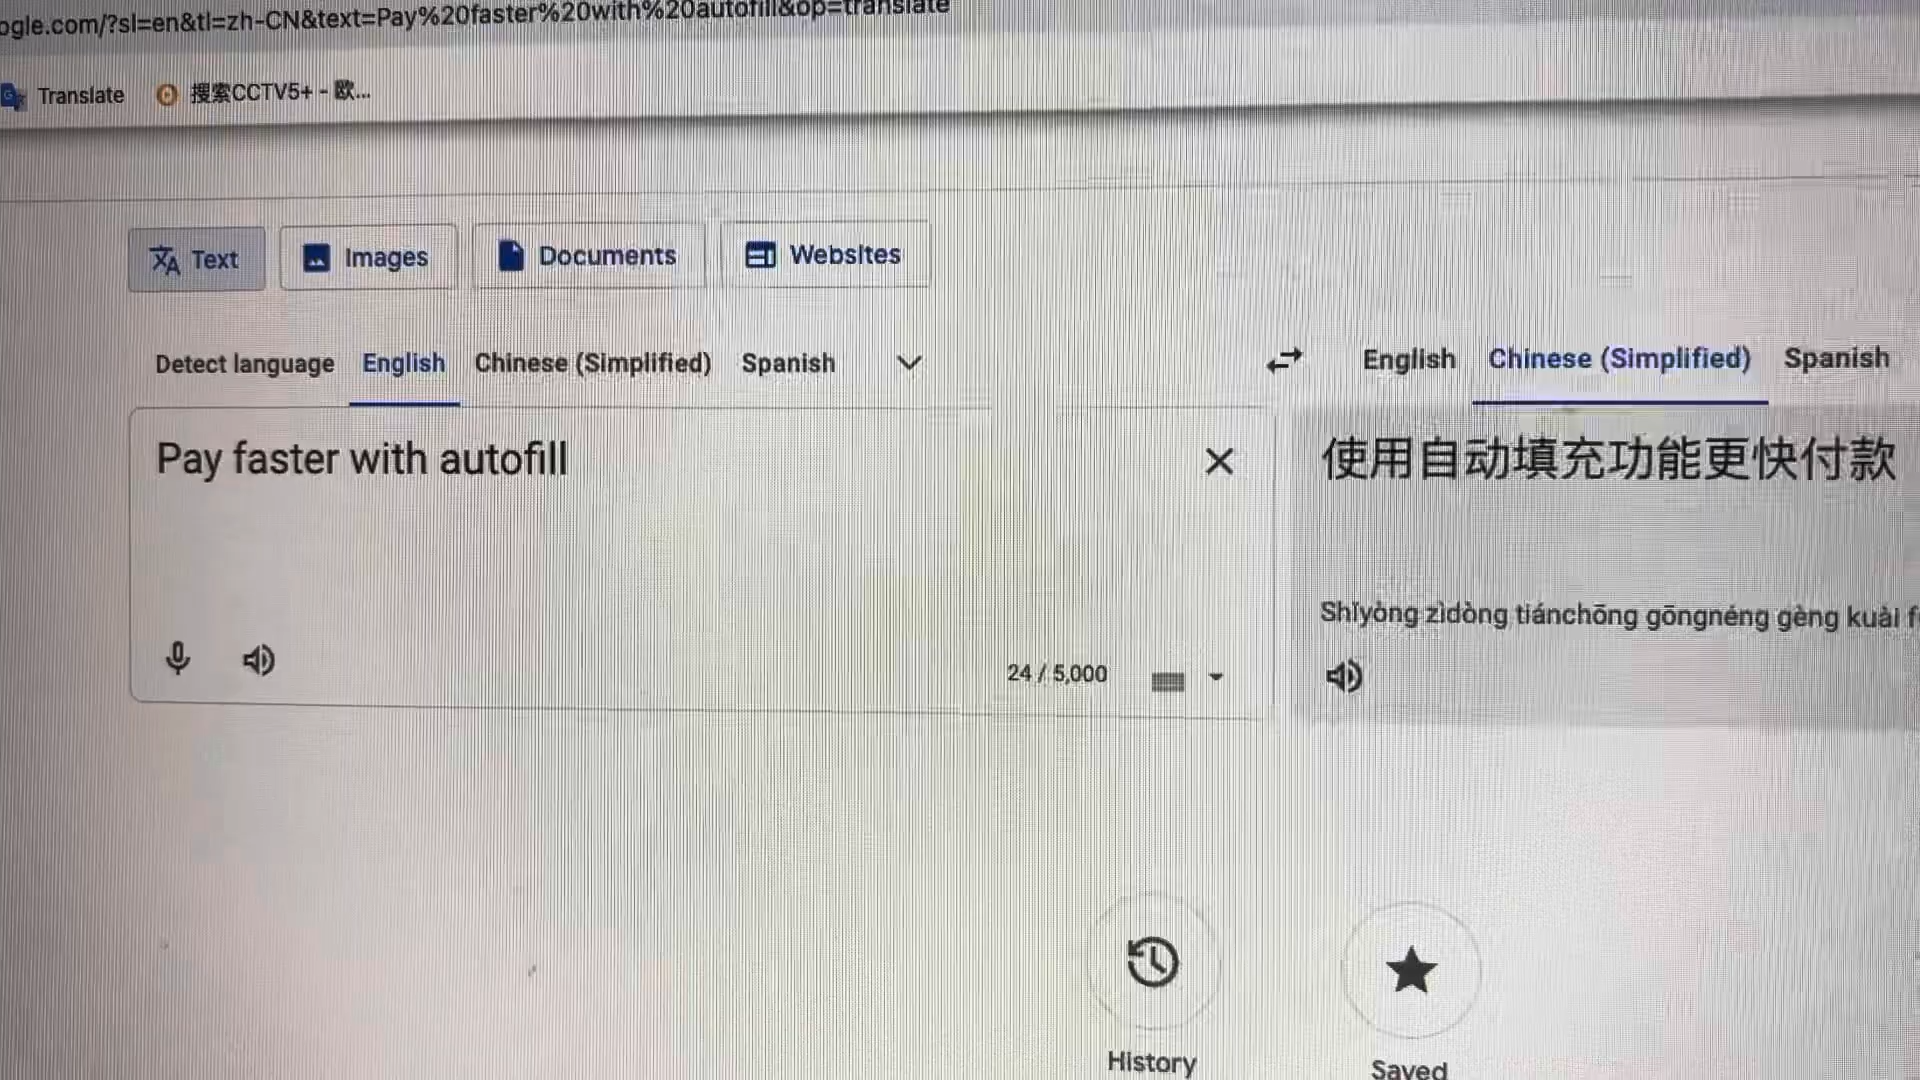 ogle.com/?sl=en&tl=zh-CN&text=Pay%20faster%20with%20autofill&op=translate
Translate 搜索CCTV5+ - 欧...
Text Images Documents Websites
Detect language English Chinese (Simplified) Spanish English Chinese (Simplified) Spanish
Pay faster with autofill
使用自动填充功能更快付款
Shǐyòng zìdòng tiánchōng gōngnéng gèng kuài
24 / 5,000
History Saved